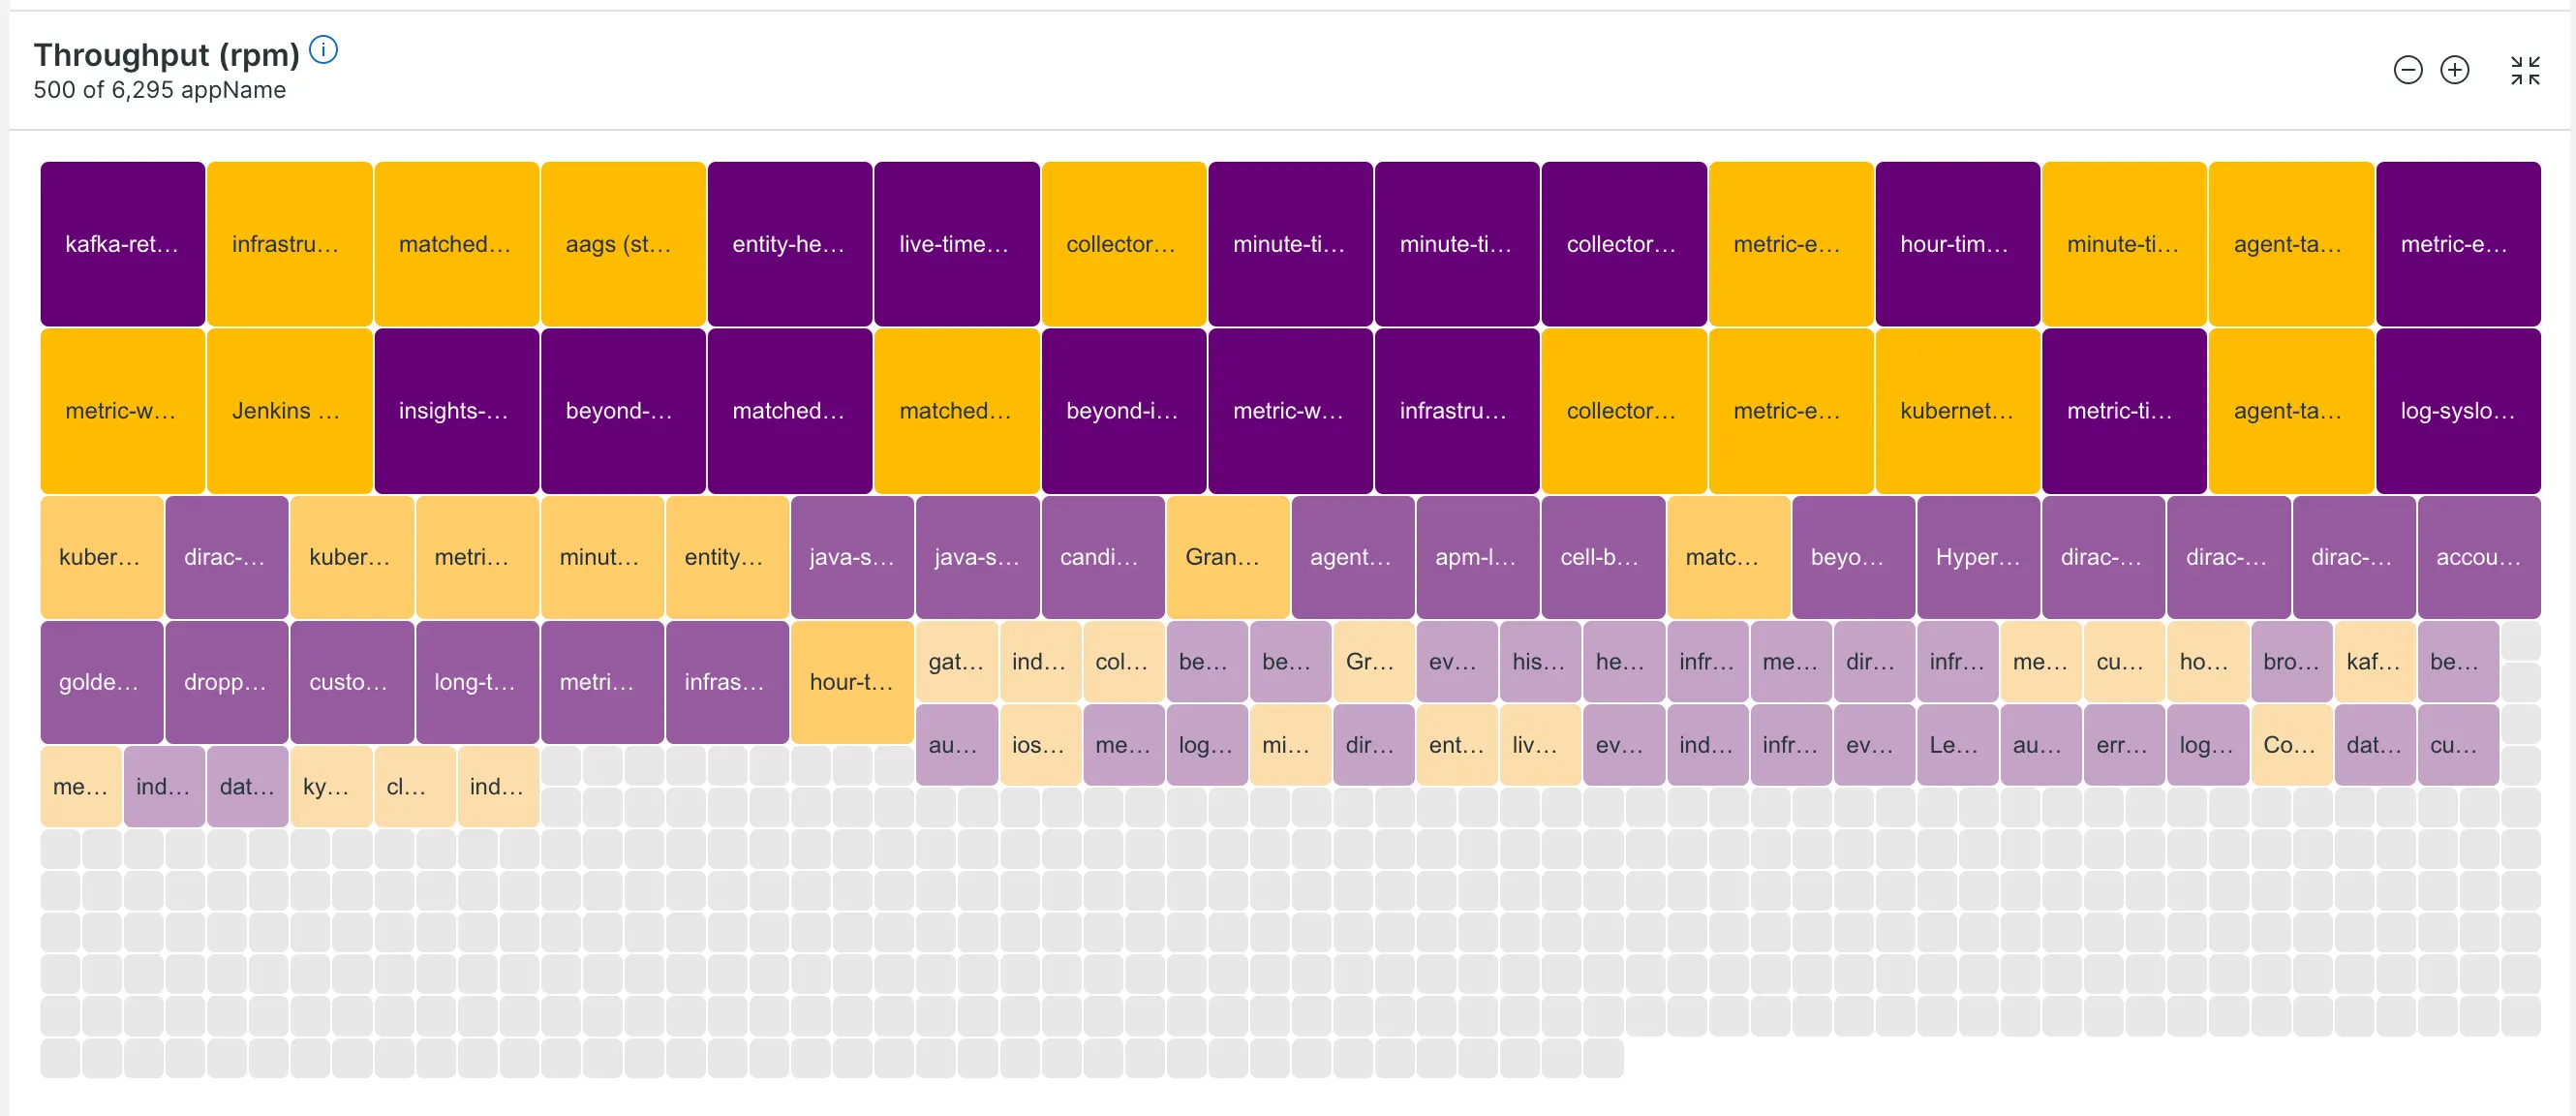 Throughput (rpm)
500 of 6,295 appName
kafka-ret… infrastru… matched… aags (st… entity-he… live-time… collector… minute-ti… minute-ti… collector… metric-e… hour-tim… minute-ti… agent-ta… metric-e…
metric-w… Jenkins … insights-… beyond-… matched… matched… beyond-i… metric-w… infrastru… collector… metric-e… kubernet… metric-ti… agent-ta… log-syslo…
kuber… dirac-… kuber… metri… minut… entity… java-s… java-s… candi… Gran… agent… apm-l… cell-b… matc… beyo… Hyper… dirac-… dirac-… dirac-… accou…
golde… dropp… custo… long-t… metri… infras… hour-t… gat… ind… col… be… be… Gr… ev… his… he… infr… me… dir… infr… me… cu… ho… bro… kaf… be…
au… ios… me… log… mi… dir… ent… liv… ev… ind… infr… ev… Le… au… err… log… Co… dat… cu…
me… ind… dat… ky… cl… ind…